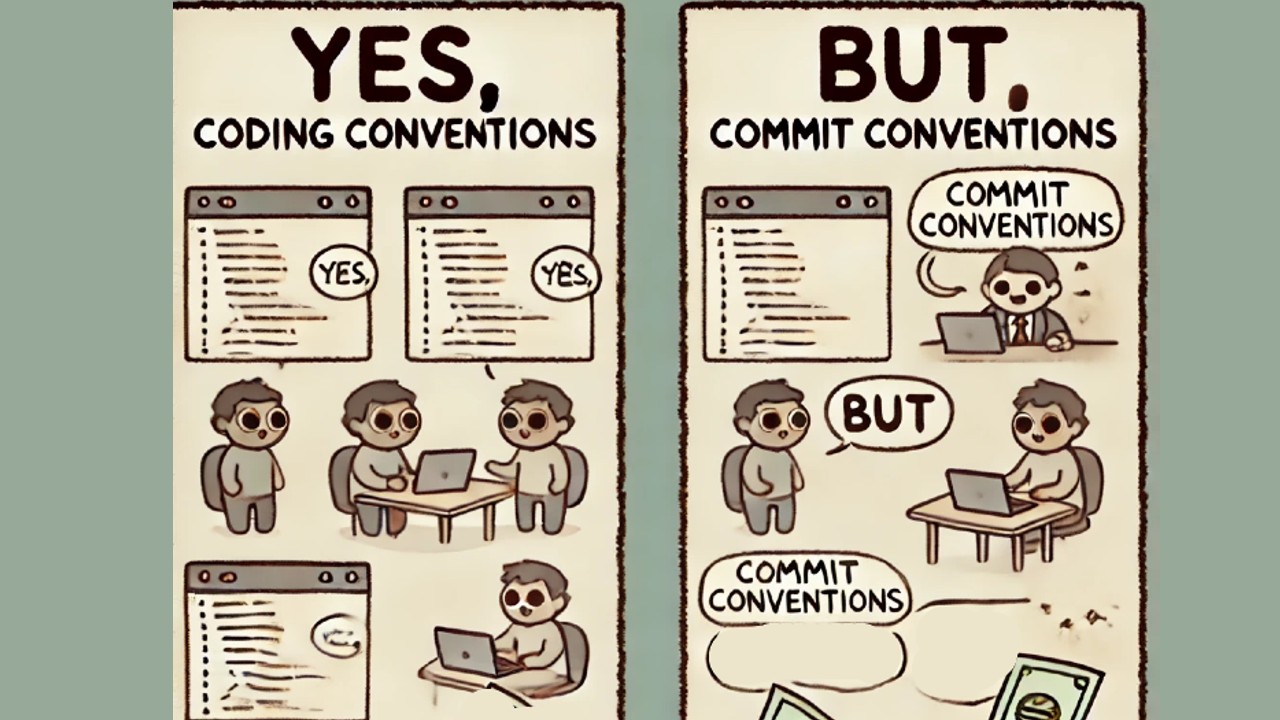 YES,
CODING CONVENTIONS
YES,
YES,
BUT.
COMMIT CONVENTIONS
COMMIT
CONVENTIONS
BUT
COMMIT
CONVENTIONS